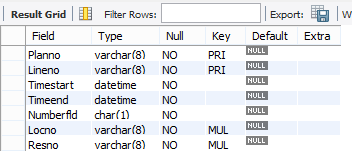 Result Grid Filter Rows: Export: W
Field Type Null Key Default Extra
Planno varchar(8) NO PRI NULL
Lineno varchar(8) NO PRI NULL
Timestart datetime NO NULL
Timeend datetime NO NULL
Numberfld char(1) NO NULL
Locno varchar(8) NO MUL NULL
Resno varchar(8) NO MUL NULL